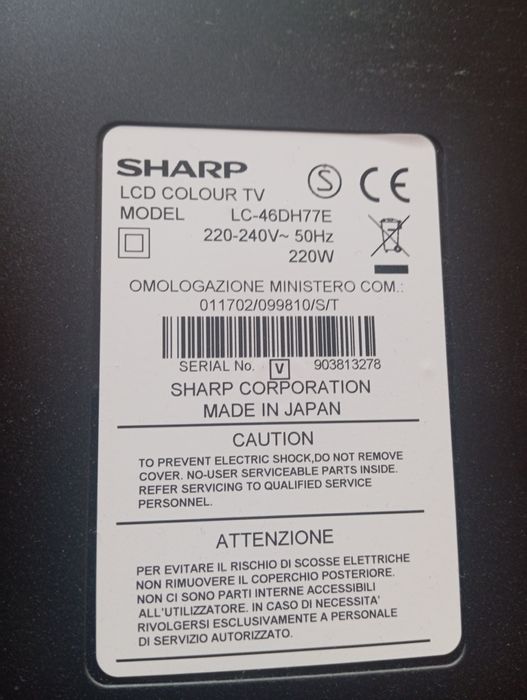 SHARP
S
CE
LCD COLOUR TV
MODEL LC-46DH77E
220-240V~ 50Hz
220W
OMOLOGAZIONE MINISTERO COM.:
011702/099810/S/T
SERIAL No. V 903813278
SHARP CORPORATION
MADE IN JAPAN
CAUTION
TO PREVENT ELECTRIC SHOCK,DO NOT REMOVE
COVER. NO-USER SERVICEABLE PARTS INSIDE.
REFER SERVICING TO QUALIFIED SERVICE
PERSONNEL.
ATTENZIONE
PER EVITARE IL RISCHIO DI SCOSSE ELETTRICHE
NON RIMUOVERE IL COPERCHIO POSTERIORE.
NON CI SONO PARTI INTERNE ACCESSIBILI
ALL'UTILIZZATORE. IN CASO DI NECESSITA'
RIVOLGERSI ESCLUSIVAMENTE A PERSONALE
DI SERVIZIO AUTORIZZATO.